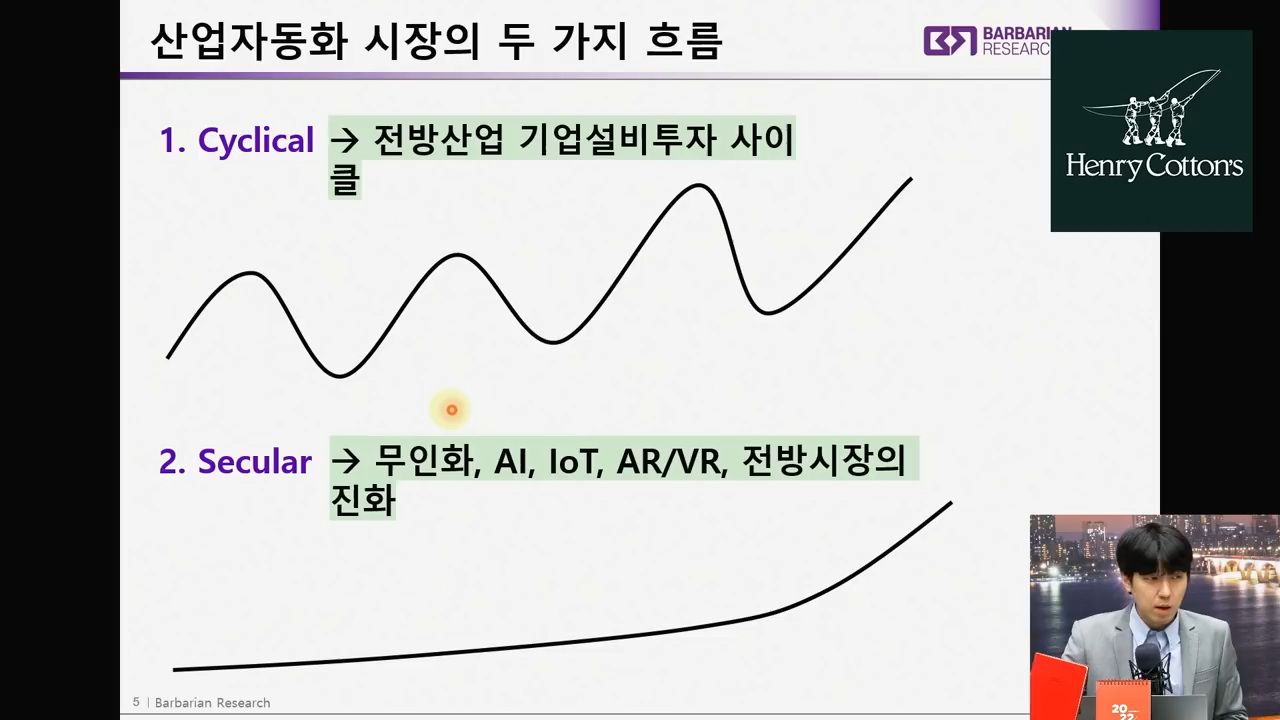 산업자동화 시장의 두 가지 흐름
BARBARIAN
RESEARCH
Henry Cotton's
1. Cyclical → 전방산업 기업설비투자 사이
클
2. Secular → 무인화, AI, IoT, AR/VR, 전방시장의
진화
5 | Barbarian Research
20
22